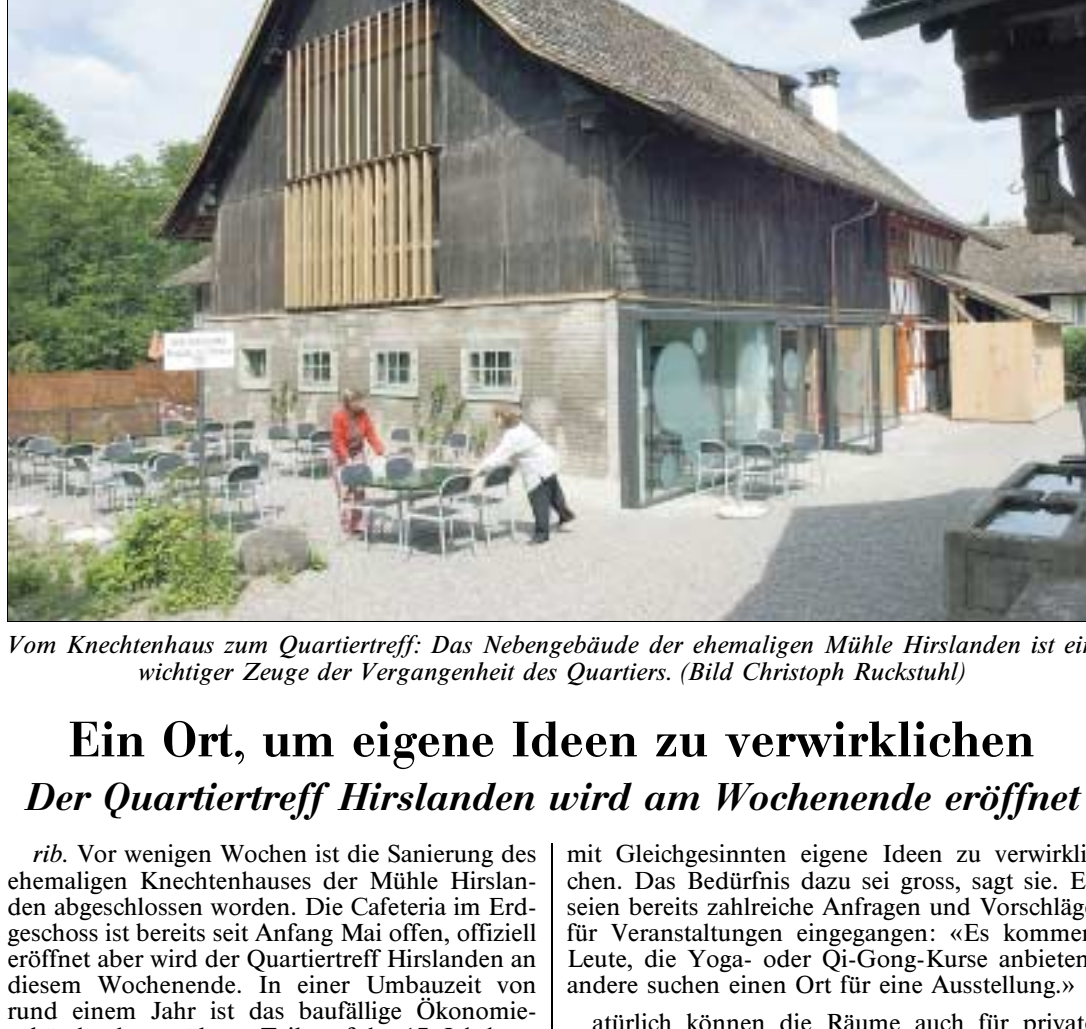 Vom Knechtenhaus zum Quartiertreff: Das Nebengebäude der ehemaligen Mühle Hirslanden ist ein
wichtiger Zeuge der Vergangenheit des Quartiers. (Bild Christoph Ruckstuhl)
Ein Ort, um eigene Ideen zu verwirklichen
Der Quartiertreff Hirslanden wird am Wochenende eröffnet
rib. Vor wenigen Wochen ist die Sanierung des
ehemaligen Knechtenhauses der Mühle Hirslan-
den abgeschlossen worden. Die Cafeteria im Erd-
geschoss ist bereits seit Anfang Mai offen, offiziell
eröffnet aber wird der Quartiertreff Hirslanden an
diesem Wochenende. In einer Umbauzeit von
rund einem Jahr ist das baufällige Ökonomie-
mit Gleichgesinnten eigene Ideen zu verwirkli
chen. Das Bedürfnis dazu sei gross, sagt sie. E
seien bereits zahlreiche Anfragen und Vorschläge
für Veranstaltungen eingegangen: «Es kommen
Leute, die Yoga- oder Qi-Gong-Kurse anbieten
andere suchen einen Ort für eine Ausstellung.»
atürlich können die Räume auch für private